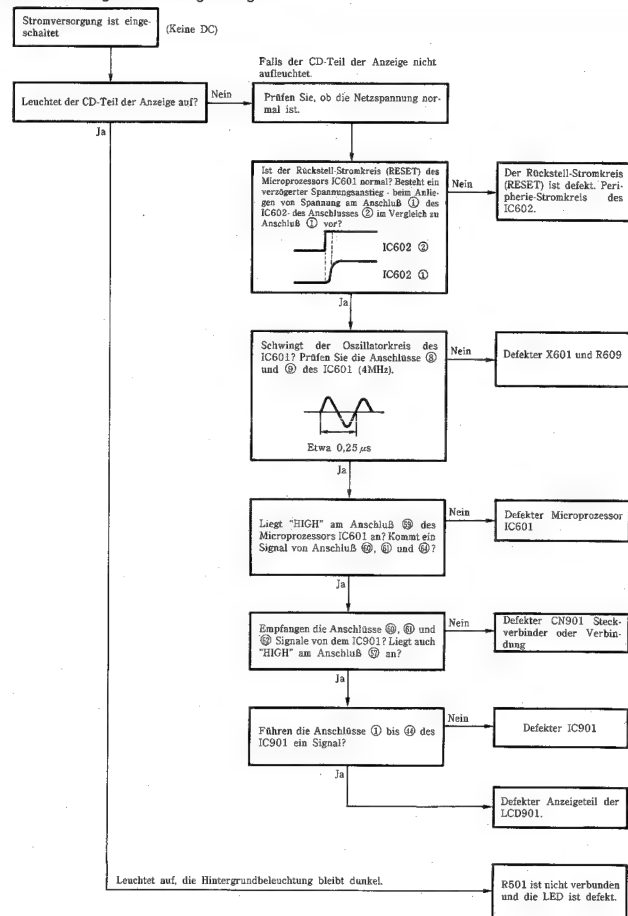 Stromversorgung ist einge-
schaltet
(Keine DC)
Leuchtet der CD-Teil der Anzeige auf?
Nein
Falls der CD-Teil der Anzeige nicht
aufleuchtet.
Prüfen Sie, ob die Netzspannung nor-
mal ist.
Ja
Ist der Rückstell-Stromkreis (RESET) des
Microprozessors IC601 normal? Besteht ein
verzögerter Spannungsanstieg - beim Anlie-
gen von Spannung am Anschluß ① des
IC602- des Anschlusses ② im Vergleich zu
Anschluß ① vor?
IC602 ②
IC602 ①
Nein
Der Rückstell-Stromkreis
(RESET) ist defekt. Peri-
pherie-Stromkreis des
IC602.
Ja
Schwingt der Oszillatorkreis des
IC601? Prüfen Sie die Anschlüsse ⑧
und ⑨ des IC601 (4MHz).
Etwa 0,25 μs
Nein
Defekter X601 und R609
Ja
Liegt "HIGH" am Anschluß des
Microprozessors IC601 an? Kommt ein
Signal von Anschluß ㊿, und ?
Nein
Defekter Microprozessor
IC601
Ja
Empfangen die Anschlüsse und
Signale von dem IC901? Liegt auch
"HIGH" am Anschluß an?
Nein
Defekter CN901 Steck-
verbinder oder Verbin-
dung
Ja
Führen die Anschlüsse ① bis ㊹ des
IC901 ein Signal?
Nein
Defekter IC901
Ja
Defekter Anzeigeteil der
LCD901.
Leuchtet auf, die Hintergrundbeleuchtung bleibt dunkel.
R501 ist nicht verbunden
und die LED ist defekt.